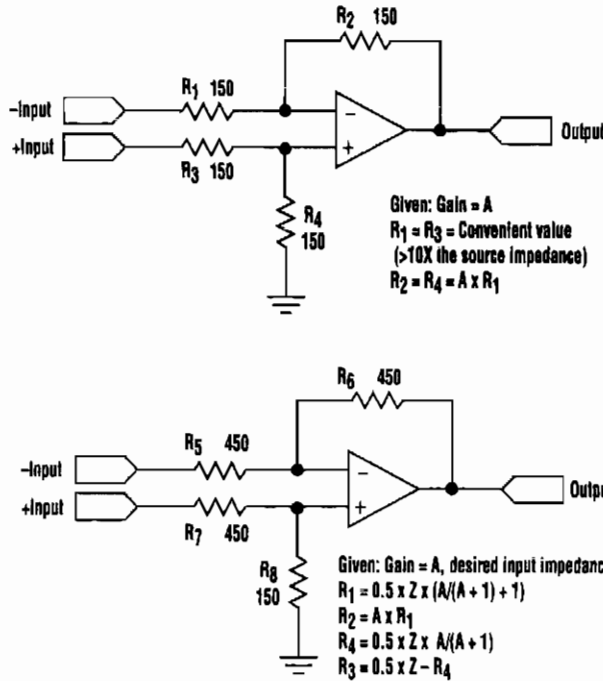 R2 150
R1 150
–Input
+Input
R3 150
R4
150
Output
Given: Gain = A
R1 = R3 = Convenient value
(>10X the source impedance)
R2 = R4 = A x R1
R6 450
R5 450
–Input
+Input
R7 450
R8
150
Output
Given: Gain = A, desired input impedanc
R1 = 0.5 x Z x (A/(A + 1) + 1)
R2 = A x R1
R4 = 0.5 x Z x A/(A + 1)
R3 = 0.5 x Z – R4